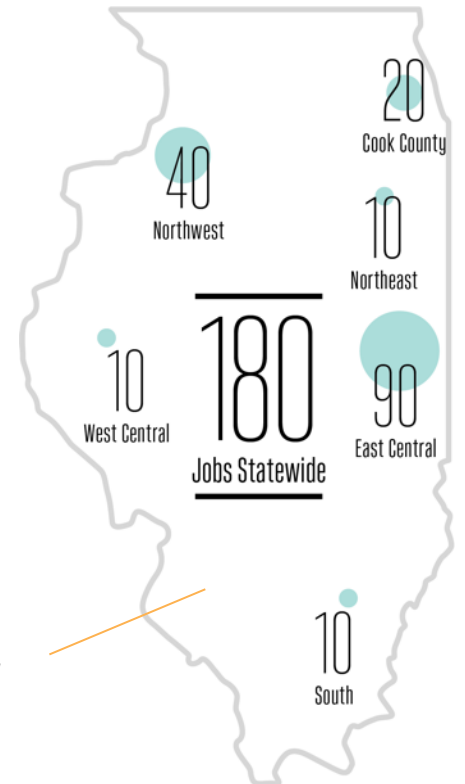 20
Cook County
40
Northwest
10
Northeast
180
Jobs Statewide
10
West Central
90
East Central
10
South